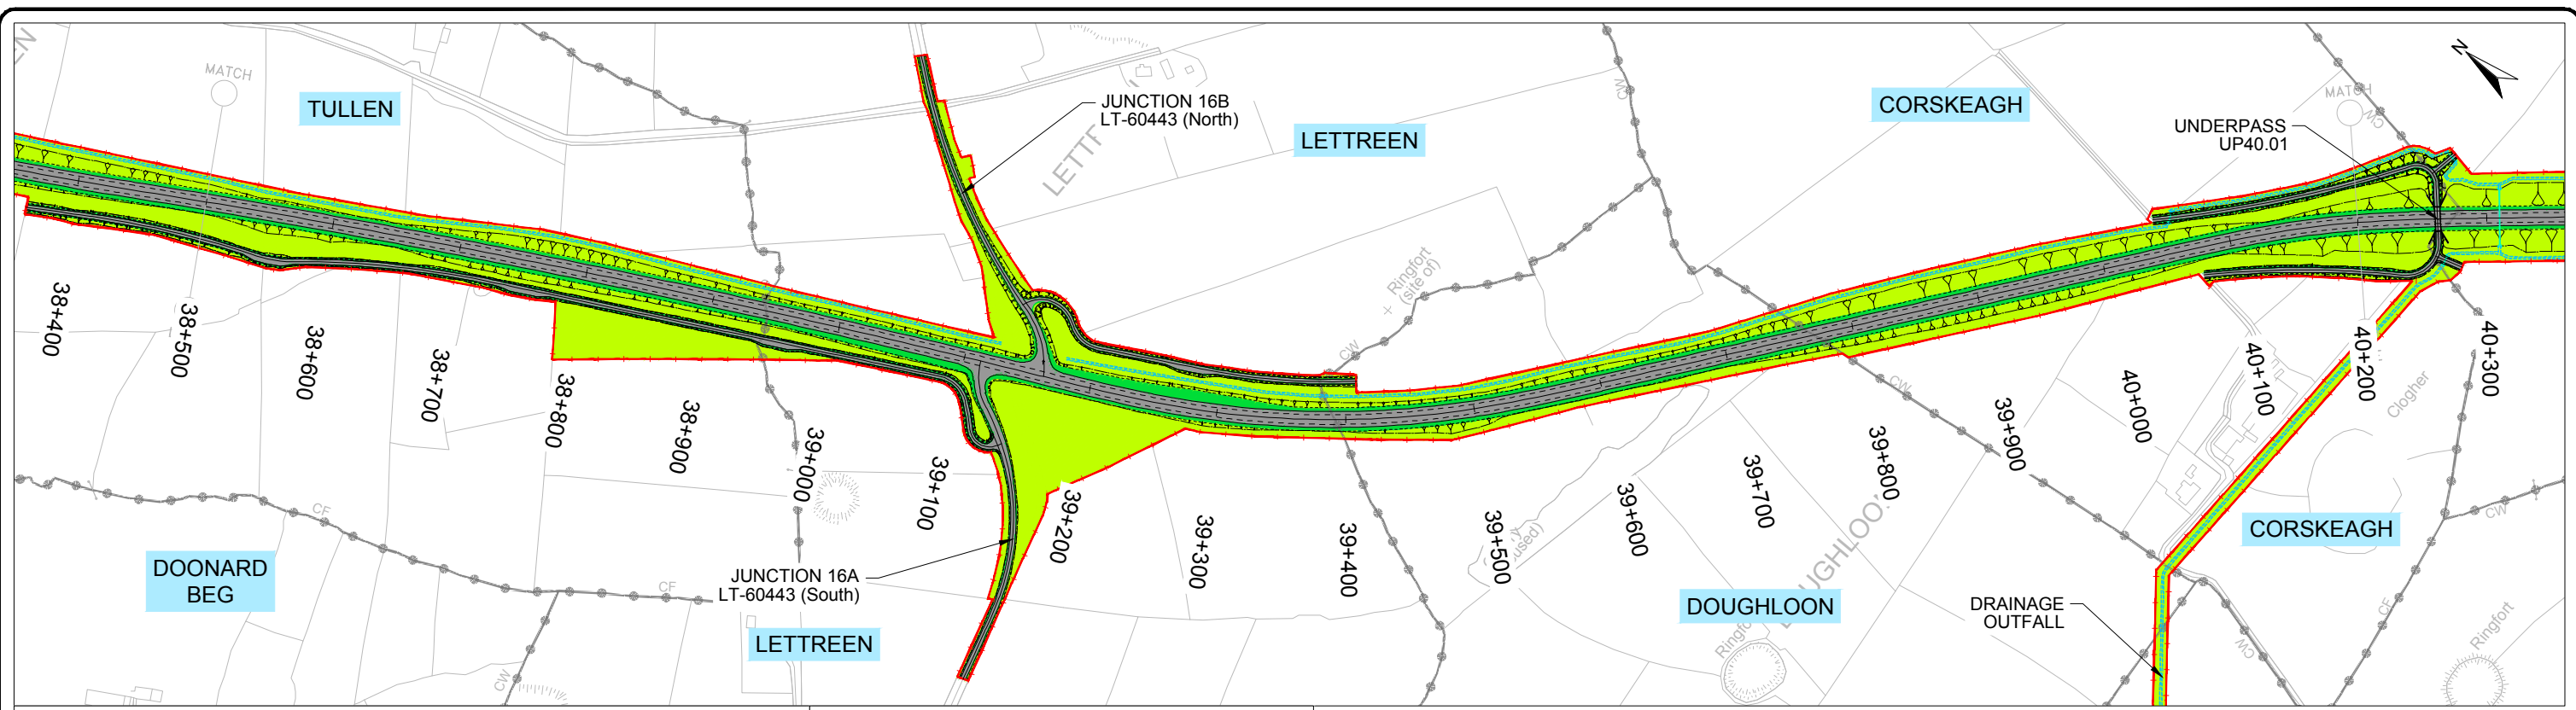 MATCH
TULLEN
JUNCTION 16B
LT-60443 (North)
LETTREEN
CORSKEAGH
MATCH
N
UNDERPASS
UP40.01
CW
CW
Ringfort
(site of)
CW
CW
38+400
38+500
38+600
38+700
38+800
38+900
39+000
39+100
39+200
39+300
39+400
39+500
39+600
39+700
39+800
39+900
40+000
40+100
40+200
40+300
Clogher
CF
CF
CW
DOONARD
BEG
JUNCTION 16A
LT-60443 (South)
LETTREEN
DOUGHLOON
CORSKEAGH
CW
DRAINAGE
OUTFALL
CF
CW
Ringfort